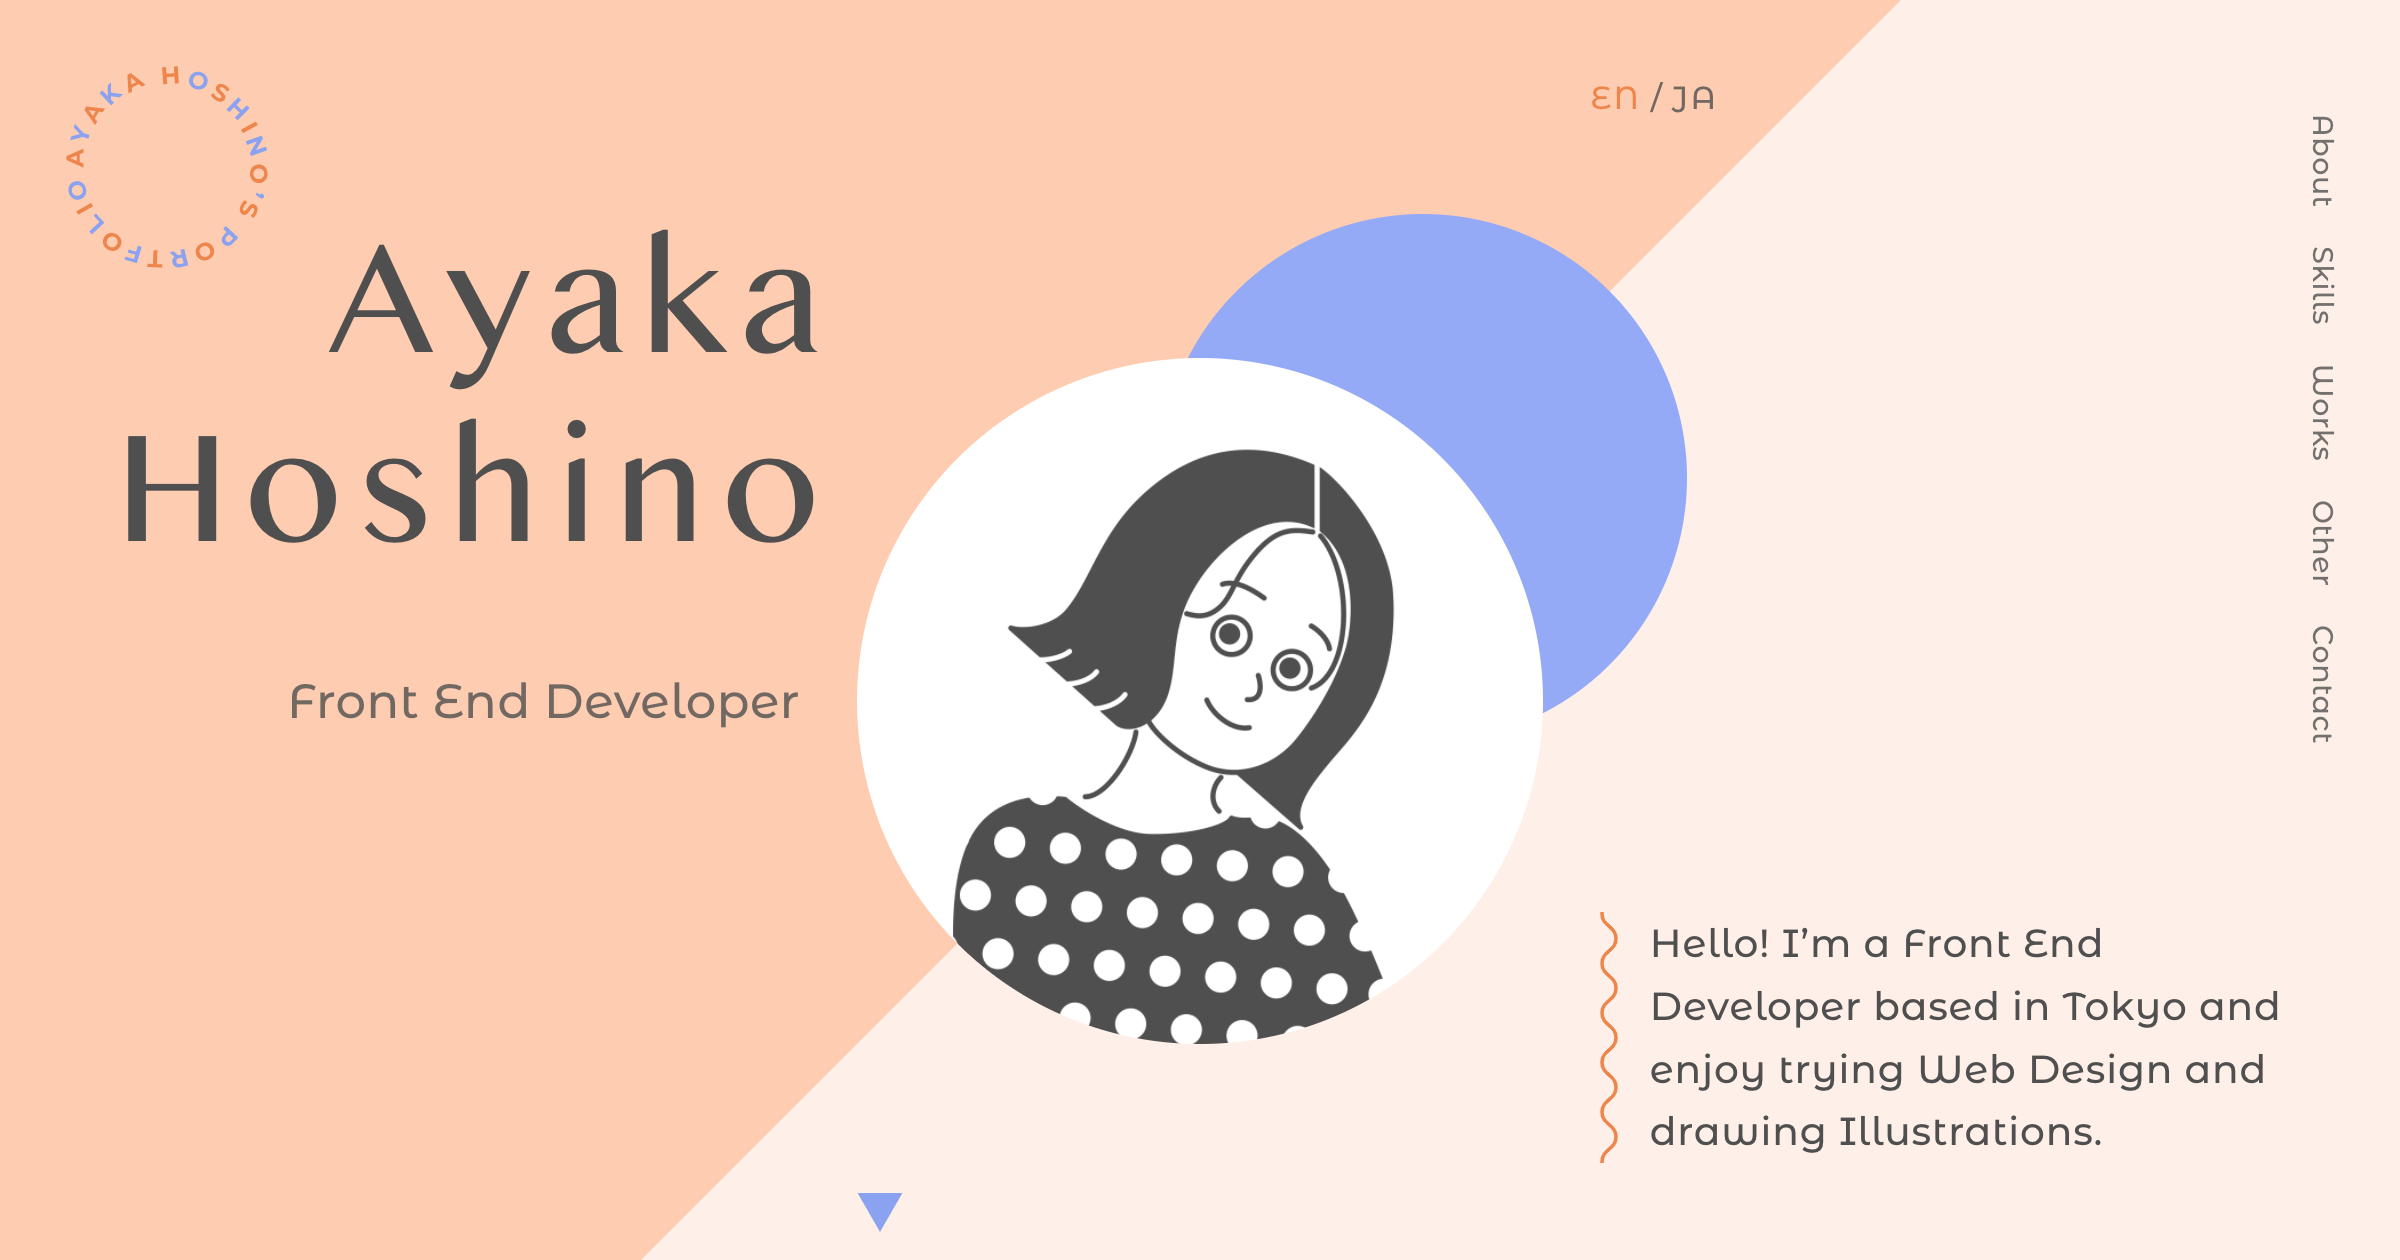 AYAKA HOSHINO’S PORTFOLIO
EN / JA
Ayaka
Hoshino
Front End Developer
About
Skills
Works
Other
Contact
Hello! I’m a Front End
Developer based in Tokyo and
enjoy trying Web Design and
drawing Illustrations.